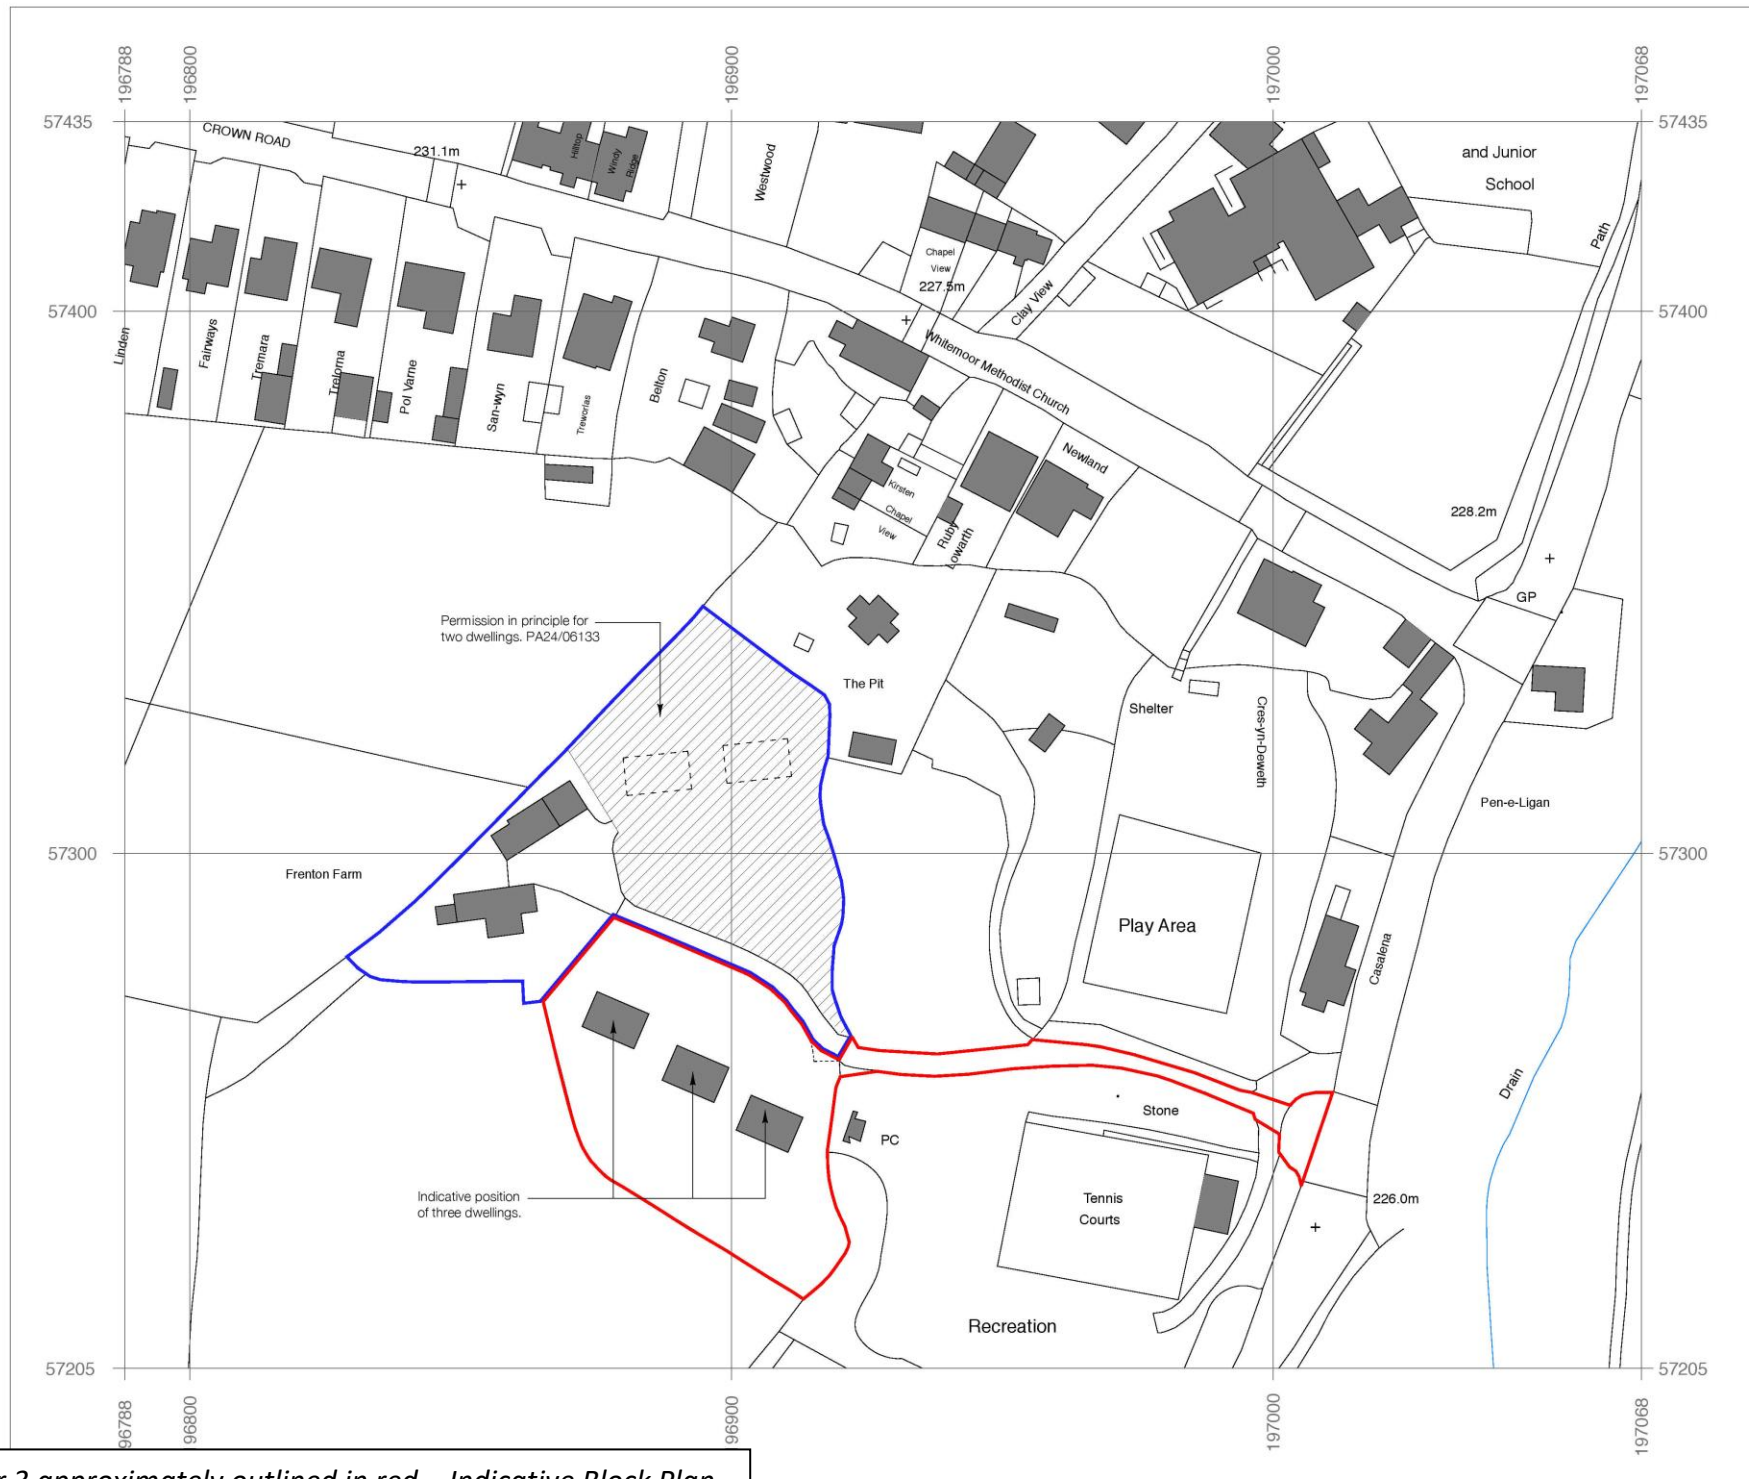 196788
196800
196900
197000
197068
57435
57435
CROWN ROAD
231.1m
Hilltop
Windy
Ridge
Westwood
and Junior
School
Path
Chapel
View
227.5m
Clay View
57400
57400
Linden
Fairways
Tremara
Trelorna
Pol Varne
San-wyn
Treworlas
Belton
Whitemoor Methodist Church
Newland
Kirsten
Chapel
View
Ruby
Lowarth
228.2m
GP
Permission in principle for
two dwellings. PA24/06133
The Pit
Shelter
Cres-yn-Deweth
Pen-e-Ligan
57300
57300
Frenton Farm
Play Area
Casalena
Drain
Stone
PC
Indicative position
of three dwellings.
Tennis
Courts
226.0m
Recreation
57205
57205
96788
96800
96900
197000
197068
2 approximately outlined in red – Indicative Block Plan